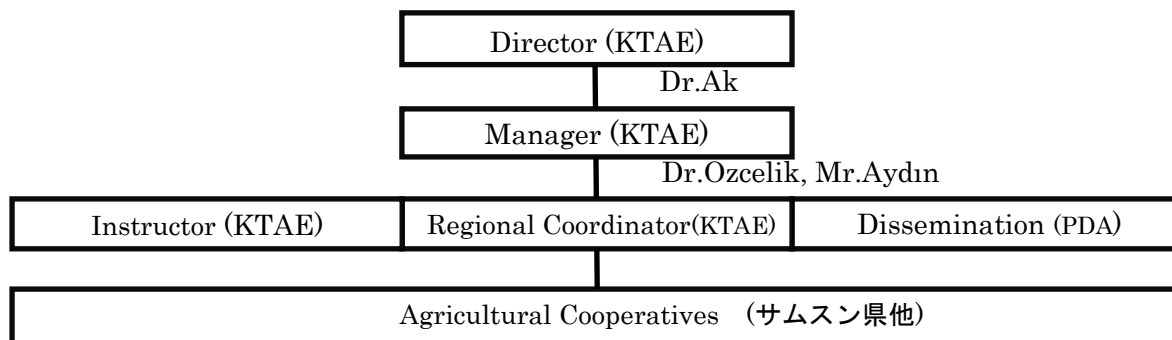 Director (KTAE)
Dr.Ak
Manager (KTAE)
Dr.Ozcelik, Mr.Aydın
Instructor (KTAE)
Regional Coordinator(KTAE)
Dissemination (PDA)
Agricultural Cooperatives (サムスン県他)